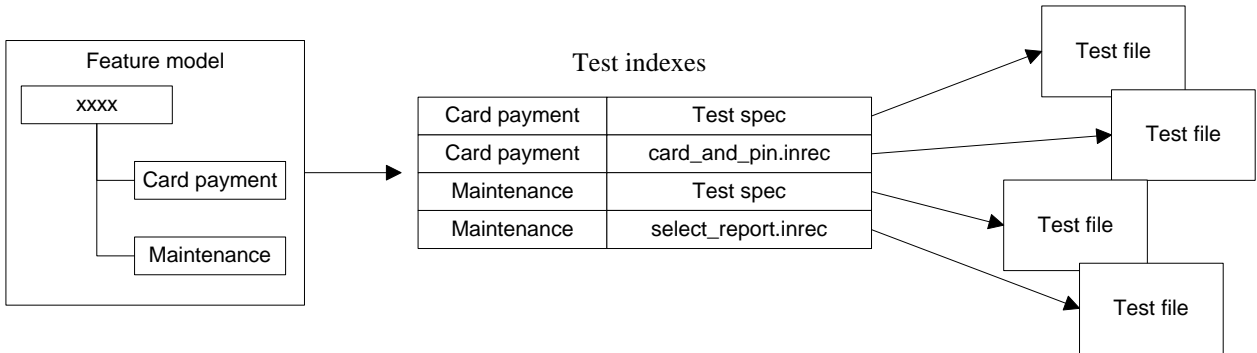 Feature model
xxxx
Card payment
Maintenance
Test indexes
Card payment Test spec
Card payment card_and_pin.inrec
Maintenance Test spec
Maintenance select_report.inrec
Test file
Test file
Test file
Test file